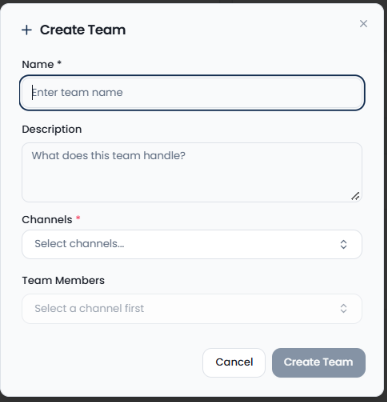 Create Team
Name *
Enter team name
Description
What does this team handle?
Channels *
Select channels...
Team Members
Select a channel first
Cancel
Create Team